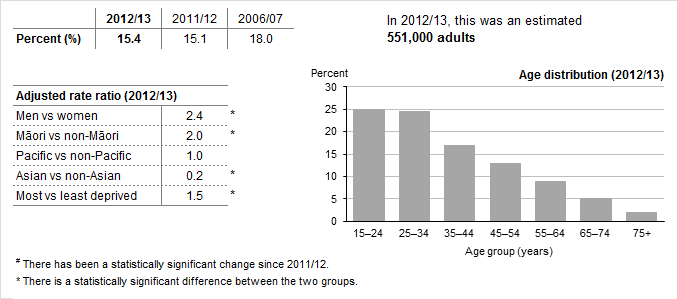 2012/13 2011/12 2006/07
Percent (%) 15.4 15.1 18.0
In 2012/13, this was an estimated
551,000 adults
Adjusted rate ratio (2012/13)
Men vs women 2.4 *
Māori vs non-Māori 2.0 *
Pacific vs non-Pacific 1.0
Asian vs non-Asian 0.2 *
Most vs least deprived 1.5 *
Percent
Age distribution (2012/13)
30
25
20
15
10
5
0
15–24 25–34 35–44 45–54 55–64 65–74 75+
Age group (years)
# There has been a statistically significant change since 2011/12.
* There is a statistically significant difference between the two groups.